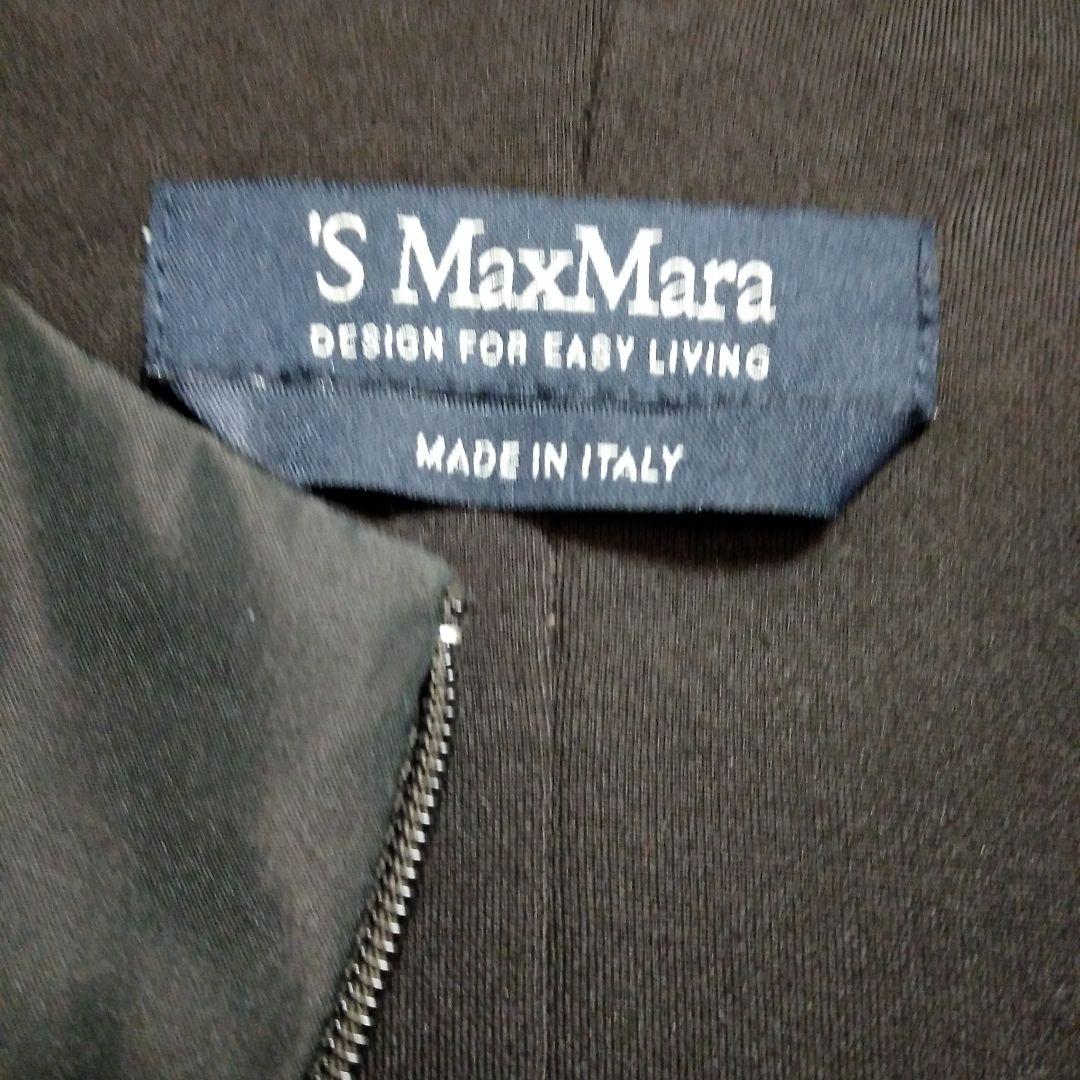 'S MaxMara
DESIGN FOR EASY LIVING
MADE IN ITALY